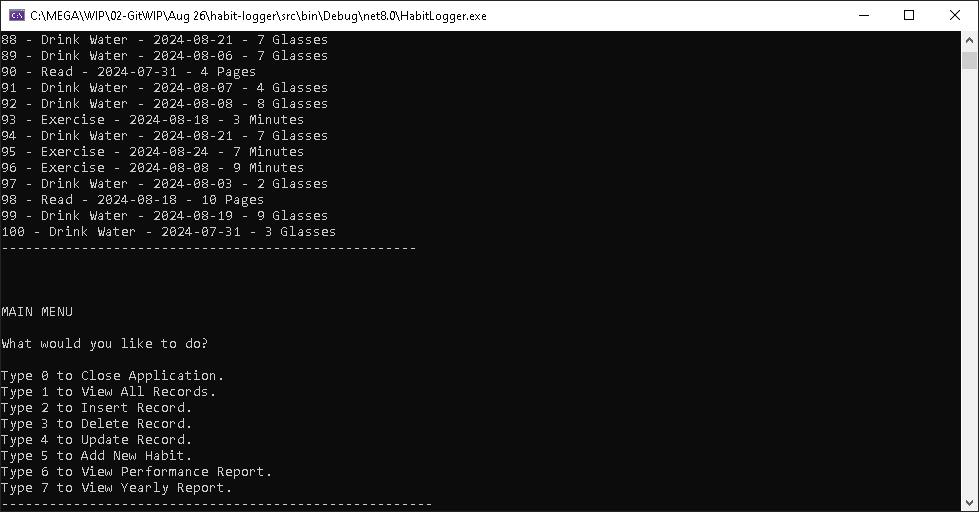 C:\MEGA\WIP\02-GitWIP\Aug 26\habit-logger\src\bin\Debug\net8.0\HabitLogger.exe
88 - Drink Water - 2024-08-21 - 7 Glasses
89 - Drink Water - 2024-08-06 - 7 Glasses
90 - Read - 2024-07-31 - 4 Pages
91 - Drink Water - 2024-08-07 - 4 Glasses
92 - Drink Water - 2024-08-08 - 8 Glasses
93 - Exercise - 2024-08-18 - 3 Minutes
94 - Drink Water - 2024-08-21 - 7 Glasses
95 - Exercise - 2024-08-24 - 7 Minutes
96 - Exercise - 2024-08-08 - 9 Minutes
97 - Drink Water - 2024-08-03 - 2 Glasses
98 - Read - 2024-08-18 - 10 Pages
99 - Drink Water - 2024-08-19 - 9 Glasses
100 - Drink Water - 2024-07-31 - 3 Glasses
----------------------------------------------------
MAIN MENU
What would you like to do?
Type 0 to Close Application.
Type 1 to View All Records.
Type 2 to Insert Record.
Type 3 to Delete Record.
Type 4 to Update Record.
Type 5 to Add New Habit.
Type 6 to View Performance Report.
Type 7 to View Yearly Report.
------------------------------------------------------